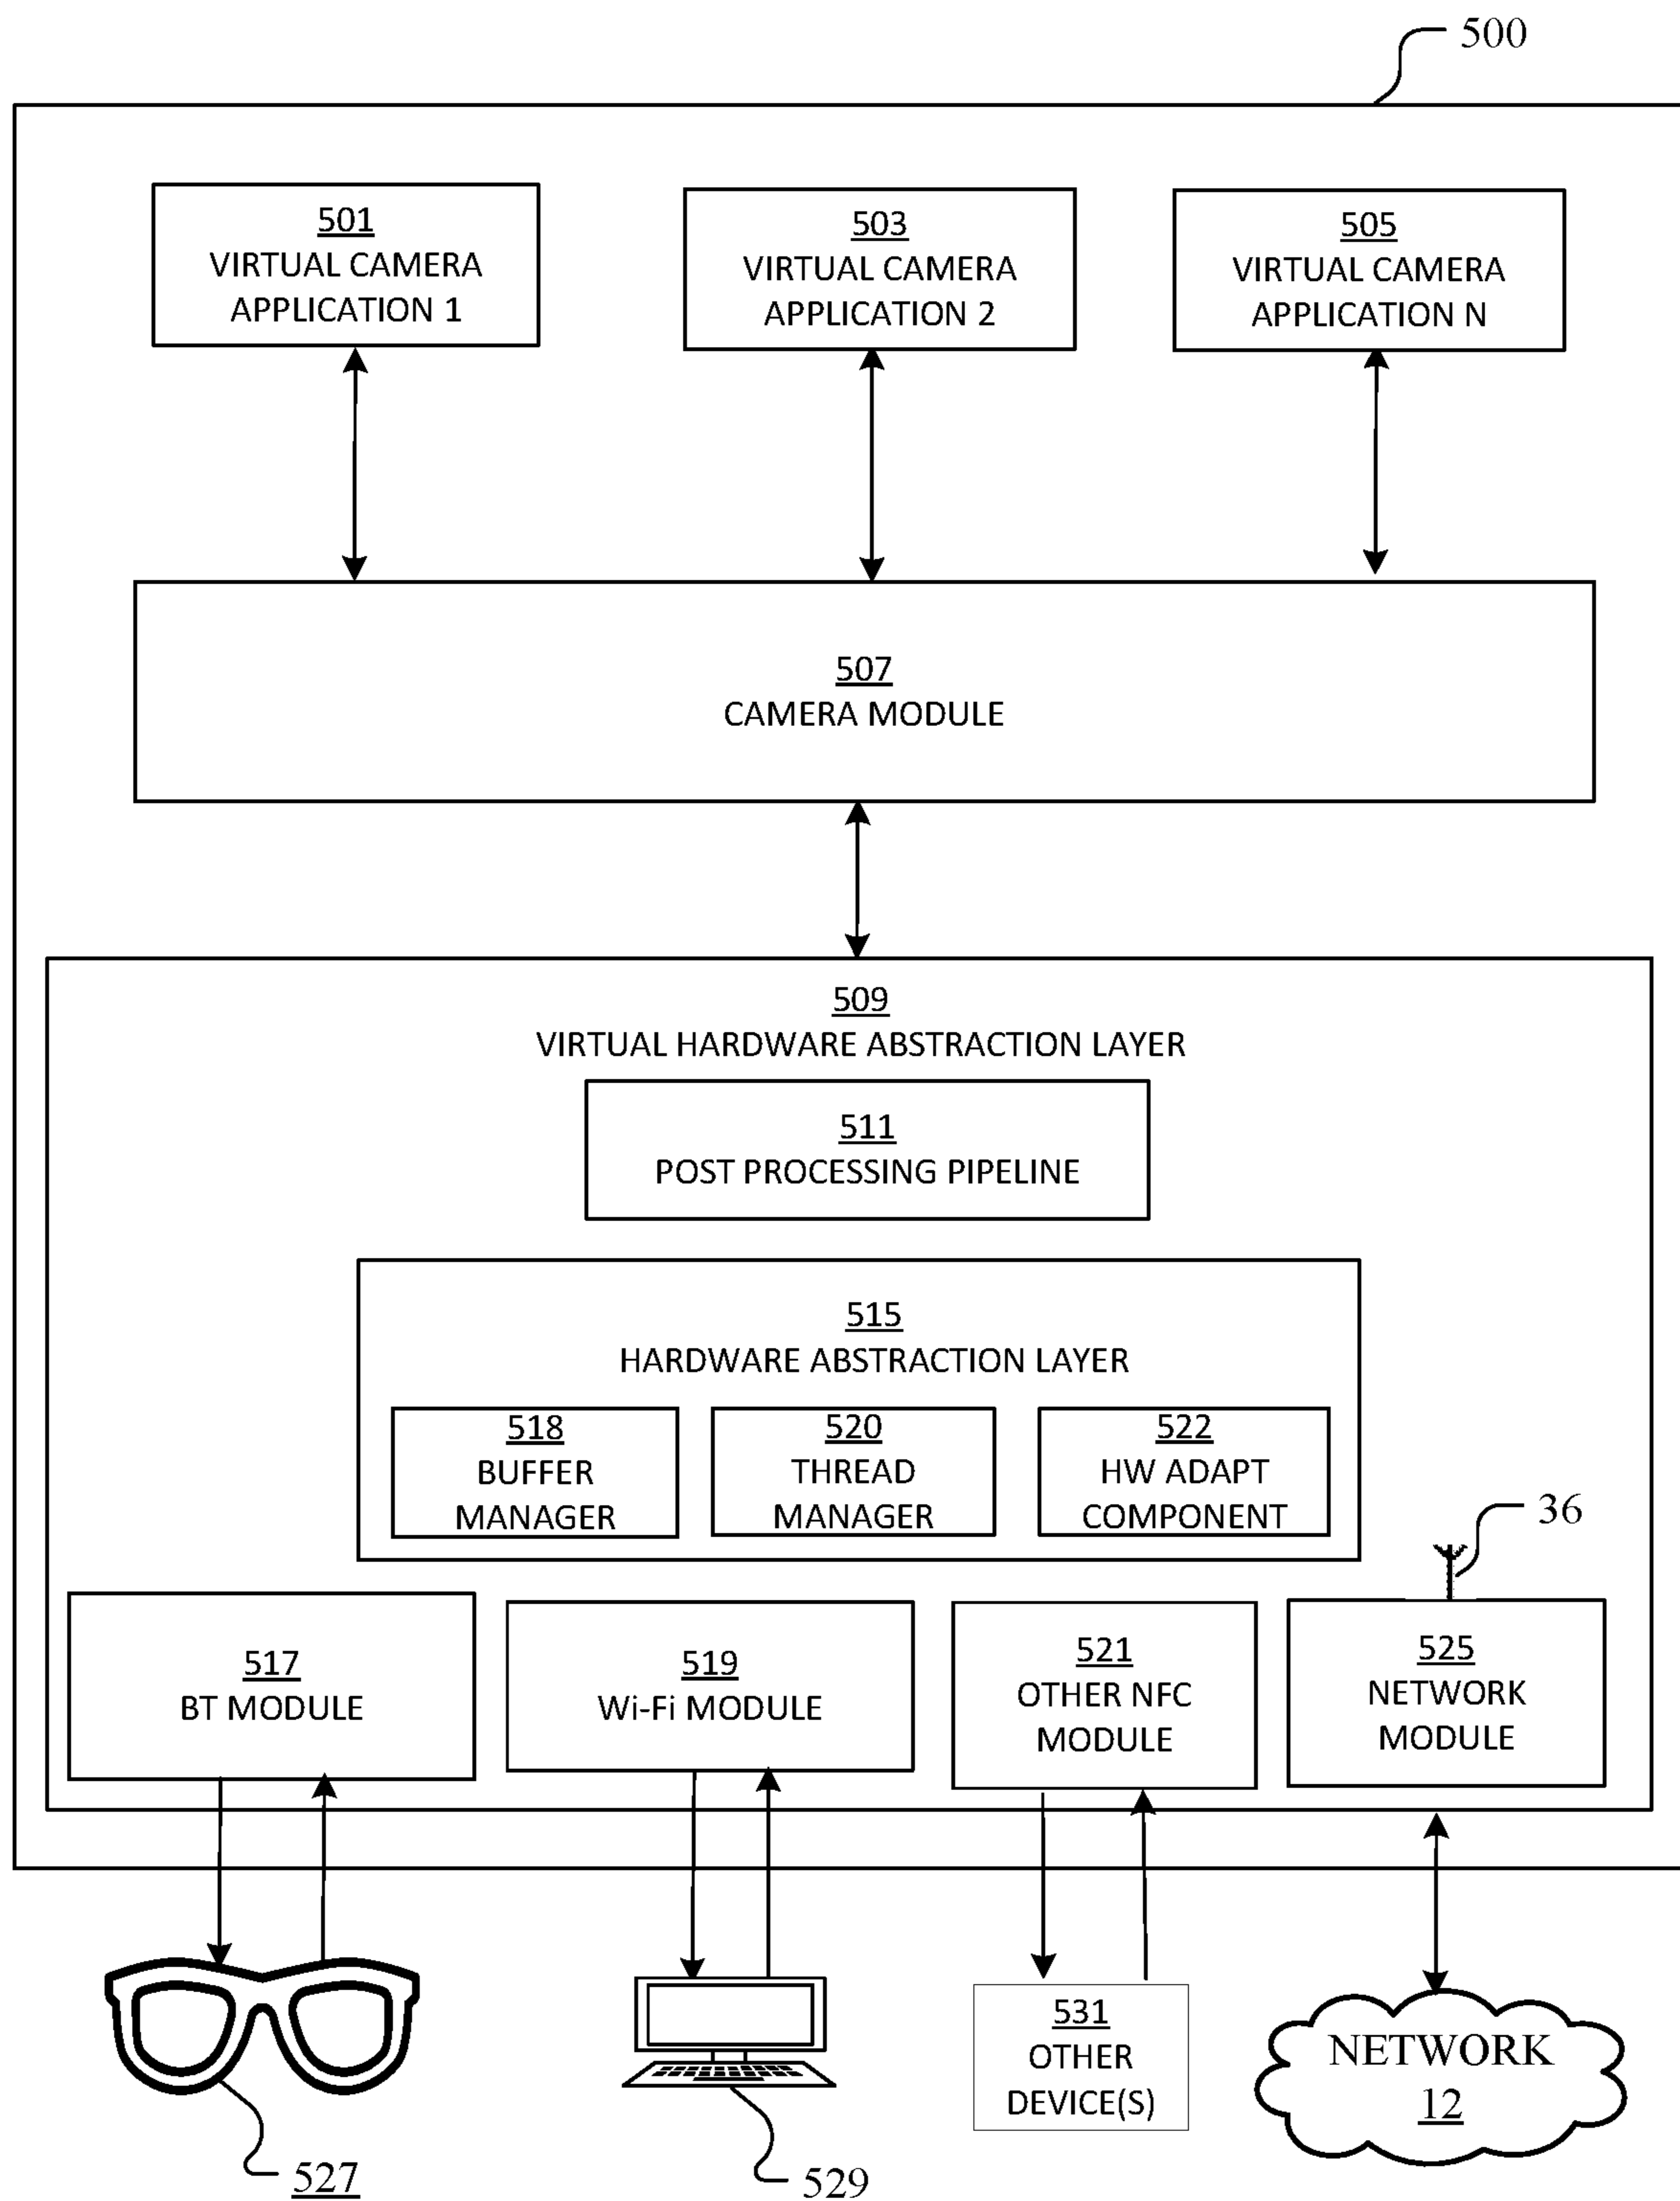 500
501
VIRTUAL CAMERA
APPLICATION 1
503
VIRTUAL CAMERA
APPLICATION 2
505
VIRTUAL CAMERA
APPLICATION N
507
CAMERA MODULE
509
VIRTUAL HARDWARE ABSTRACTION LAYER
511
POST PROCESSING PIPELINE
515
HARDWARE ABSTRACTION LAYER
518
BUFFER
MANAGER
520
THREAD
MANAGER
522
HW ADAPT
COMPONENT
36
517
BT MODULE
519
Wi-Fi MODULE
521
OTHER NFC
MODULE
525
NETWORK
MODULE
527
529
531
OTHER
DEVICE(S)
NETWORK
12